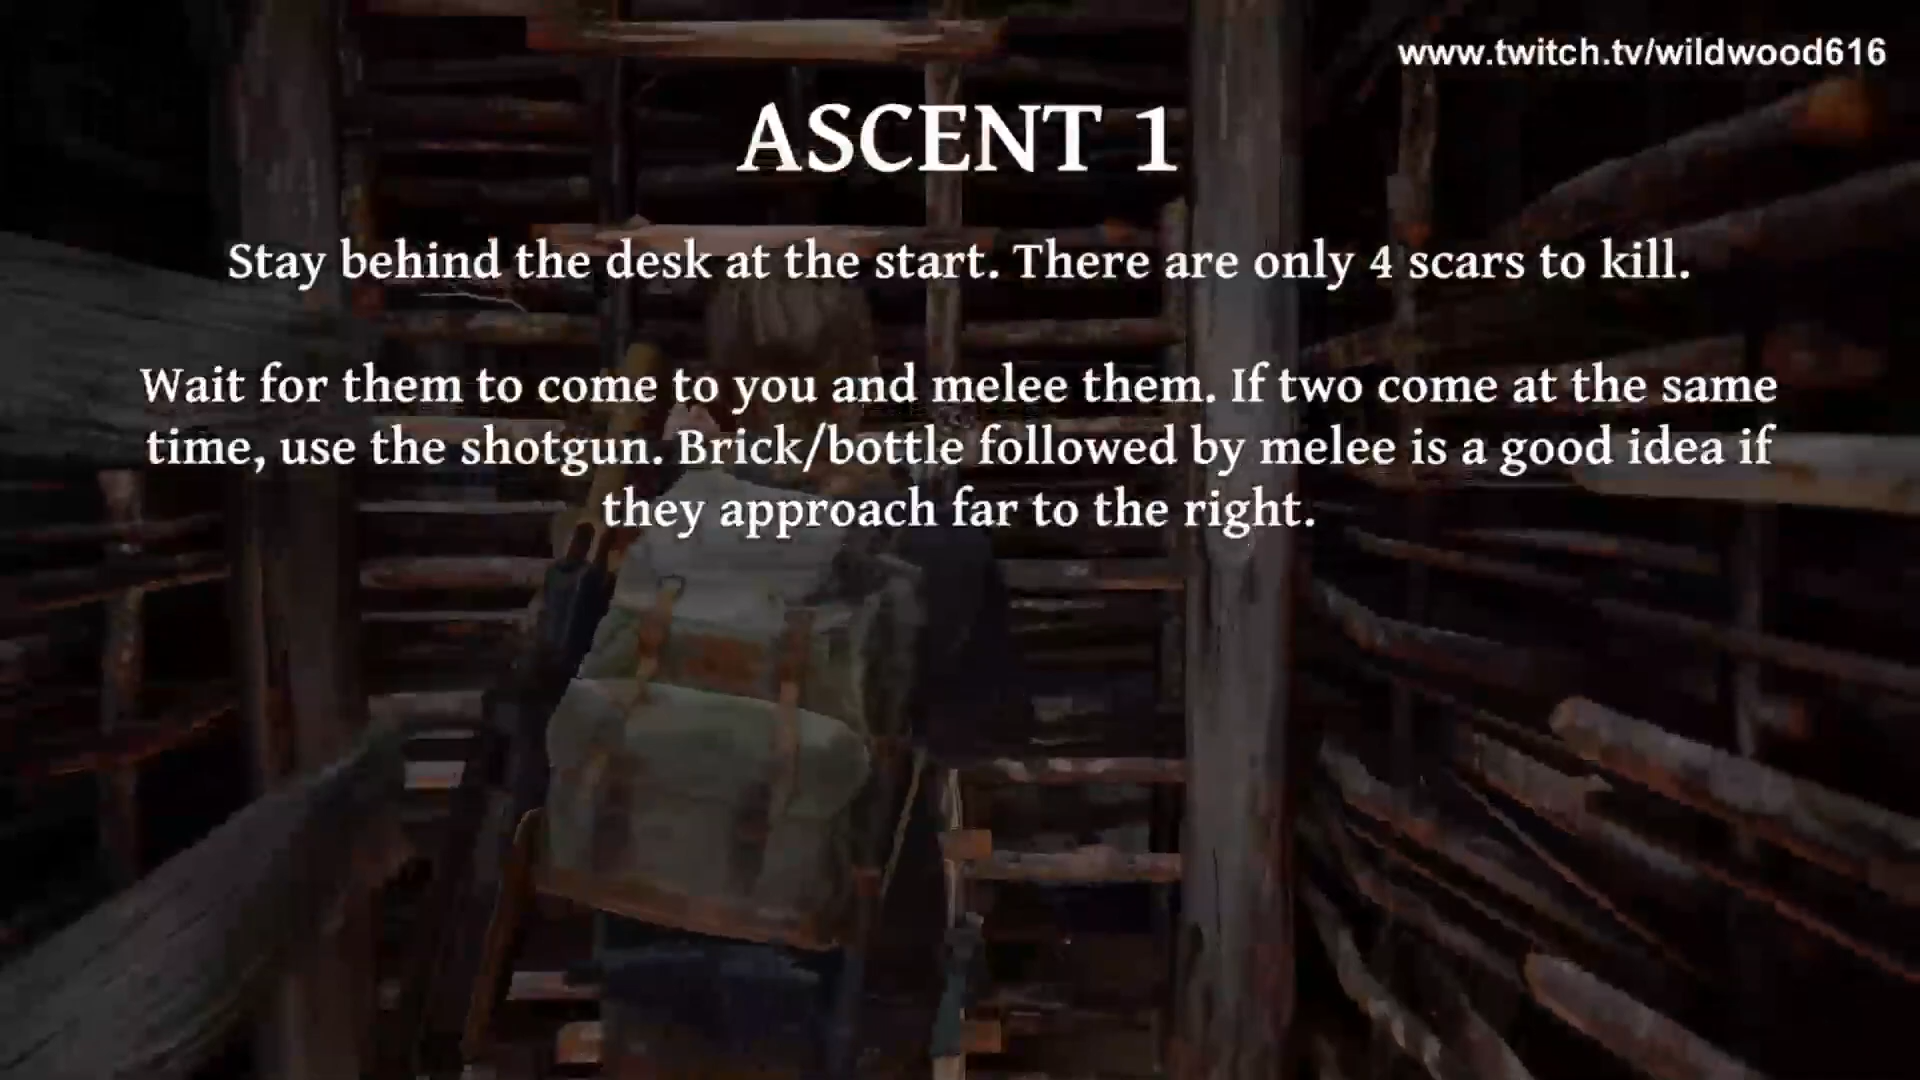 www.twitch.tv/wildwood616
ASCENT 1
Stay behind the desk at the start. There are only 4 scars to kill.
Wait for them to come to you and melee them. If two come at the same
time, use the shotgun. Brick/bottle followed by melee is a good idea if
they approach far to the right.